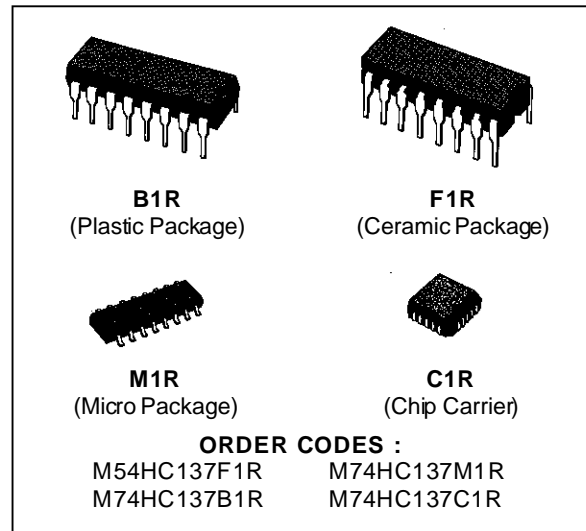 B1R
(Plastic Package)
F1R
(Ceramic Package)
M1R
(Micro Package)
C1R
(Chip Carrier)
ORDER CODES :
M54HC137F1R M74HC137M1R
M74HC137B1R M74HC137C1R